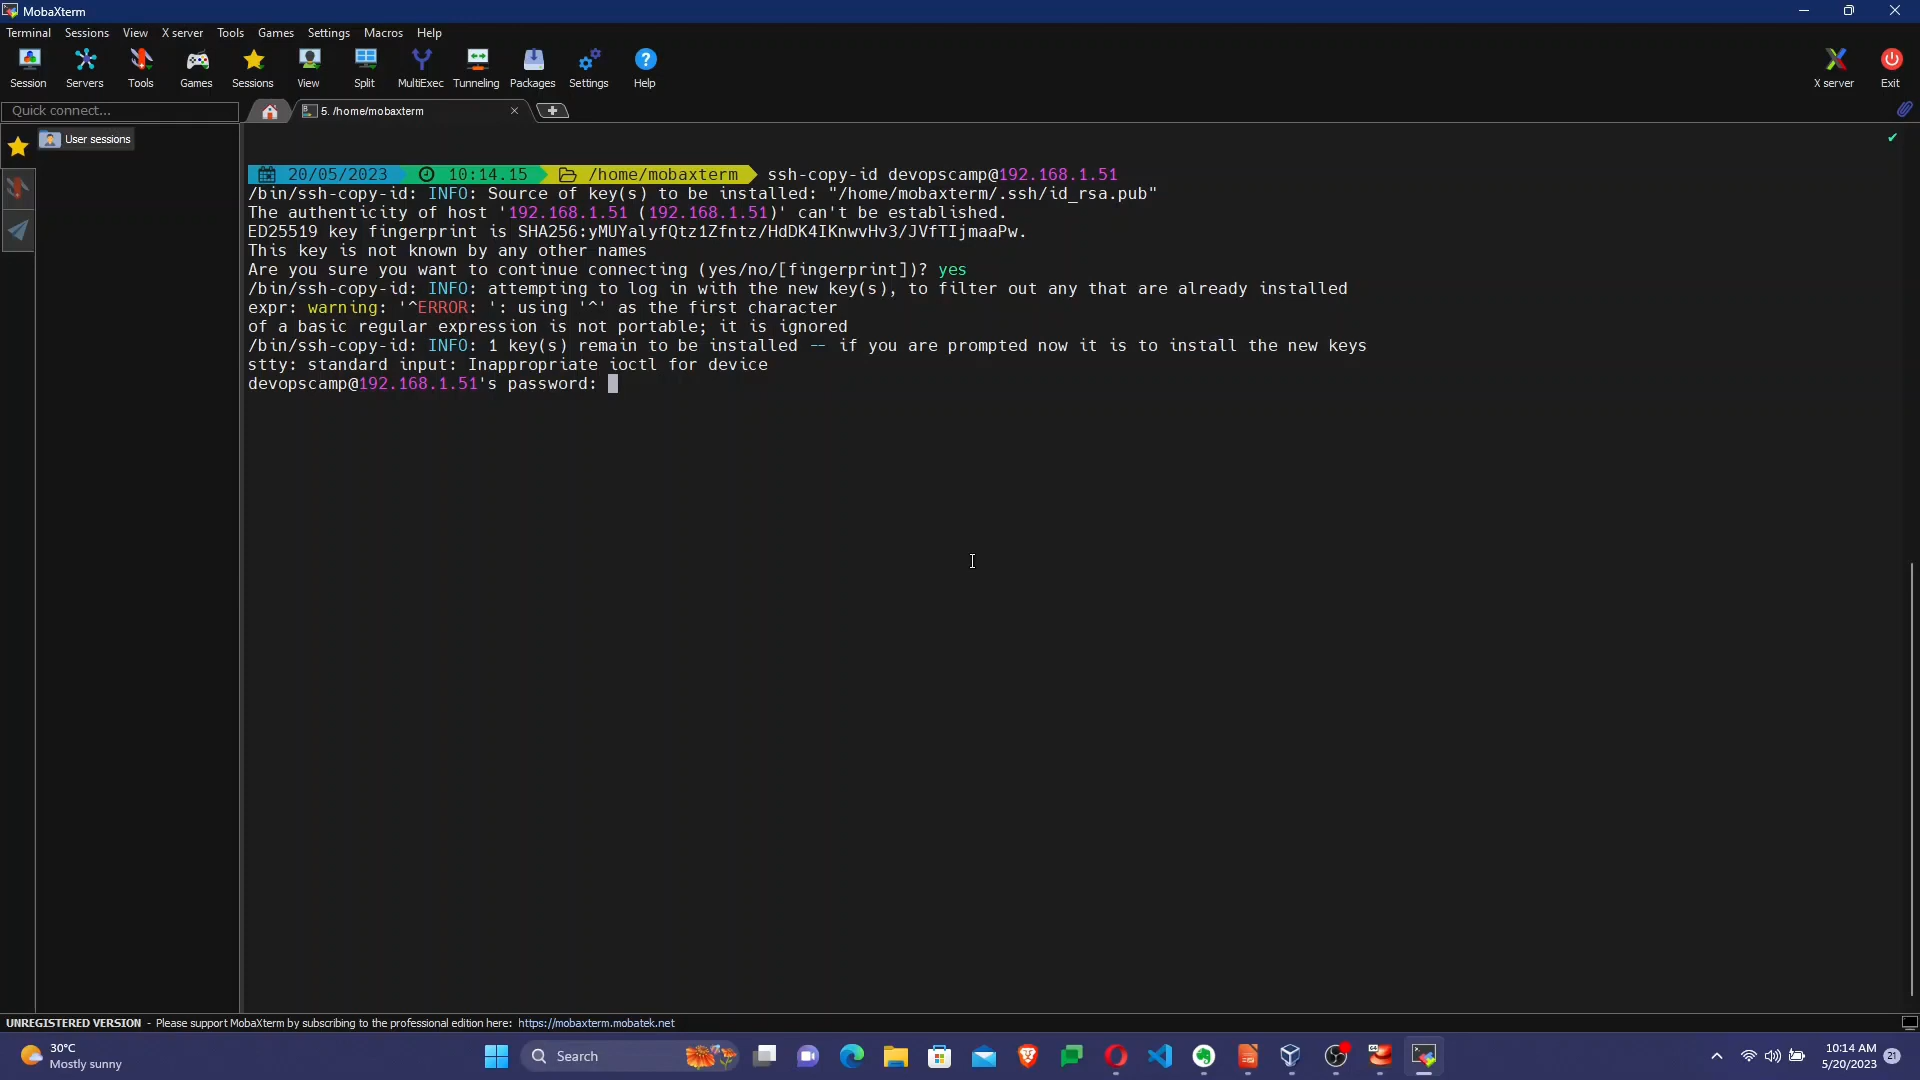 MobaXterm
Terminal Sessions View X server Tools Games Settings Macros Help
Session Servers Tools Games Sessions View Split MultiExec Tunneling Packages Settings Help X server Exit
Quick connect...
5. /home/mobaxterm
User sessions
20/05/2023 10:14.15 /home/mobaxterm ssh-copy-id devopscamp@192.168.1.51
/bin/ssh-copy-id: INFO: Source of key(s) to be installed: "/home/mobaxterm/.ssh/id_rsa.pub"
The authenticity of host '192.168.1.51 (192.168.1.51)' can't be established.
ED25519 key fingerprint is SHA256:yMUYalyfQtz1Zfntz/HdDK4IKnwvHv3/JVfTIjmaaPw.
This key is not known by any other names
Are you sure you want to continue connecting (yes/no/[fingerprint])? yes
/bin/ssh-copy-id: INFO: attempting to log in with the new key(s), to filter out any that are already installed
expr: warning: '^ERROR: ': using '^' as the first character
of a basic regular expression is not portable; it is ignored
/bin/ssh-copy-id: INFO: 1 key(s) remain to be installed -- if you are prompted now it is to install the new keys
stty: standard input: Inappropriate ioctl for device
devopscamp@192.168.1.51's password:
UNREGISTERED VERSION - Please support MobaXterm by subscribing to the professional edition here: https://mobaxterm.mobatek.net
30°C
Mostly sunny
Search
10:14 AM
5/20/2023
21